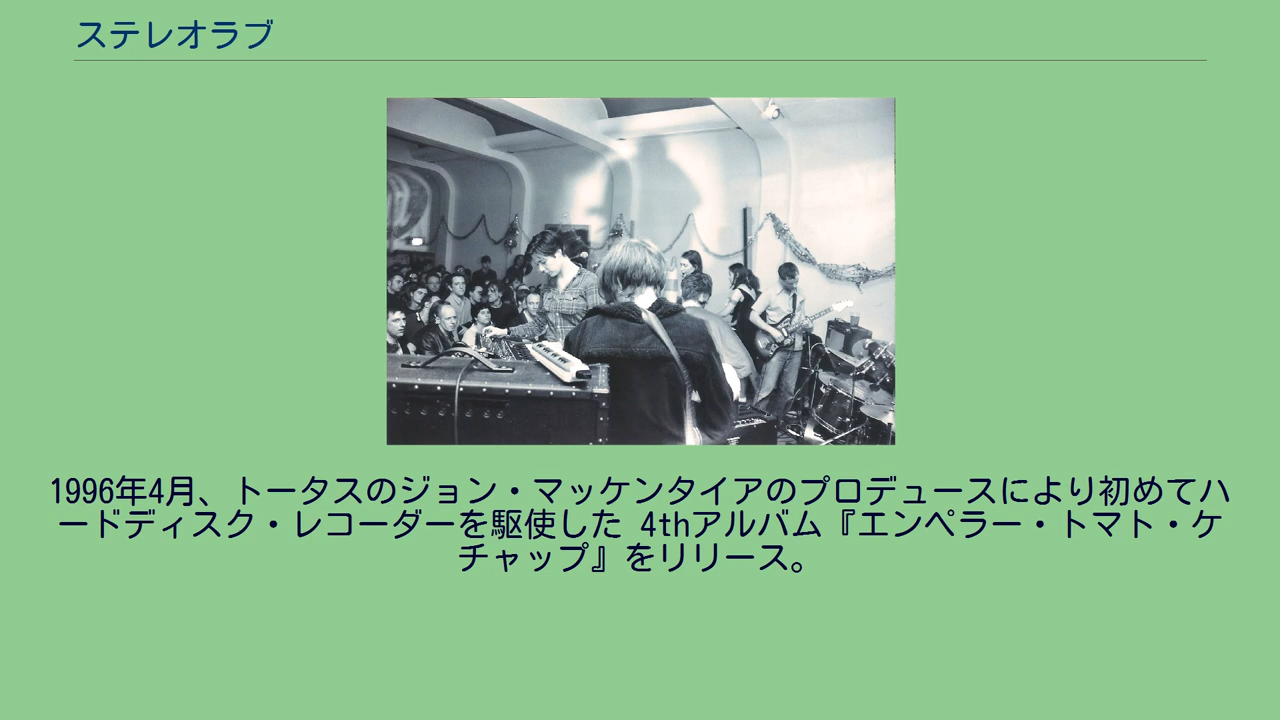 ステレオラブ
1996年4月、トータスのジョン・マッケンタイアのプロデュースにより初めてハ
ードディスク・レコーダーを駆使した 4thアルバム『エンペラー・トマト・ケ
チャップ』をリリース。